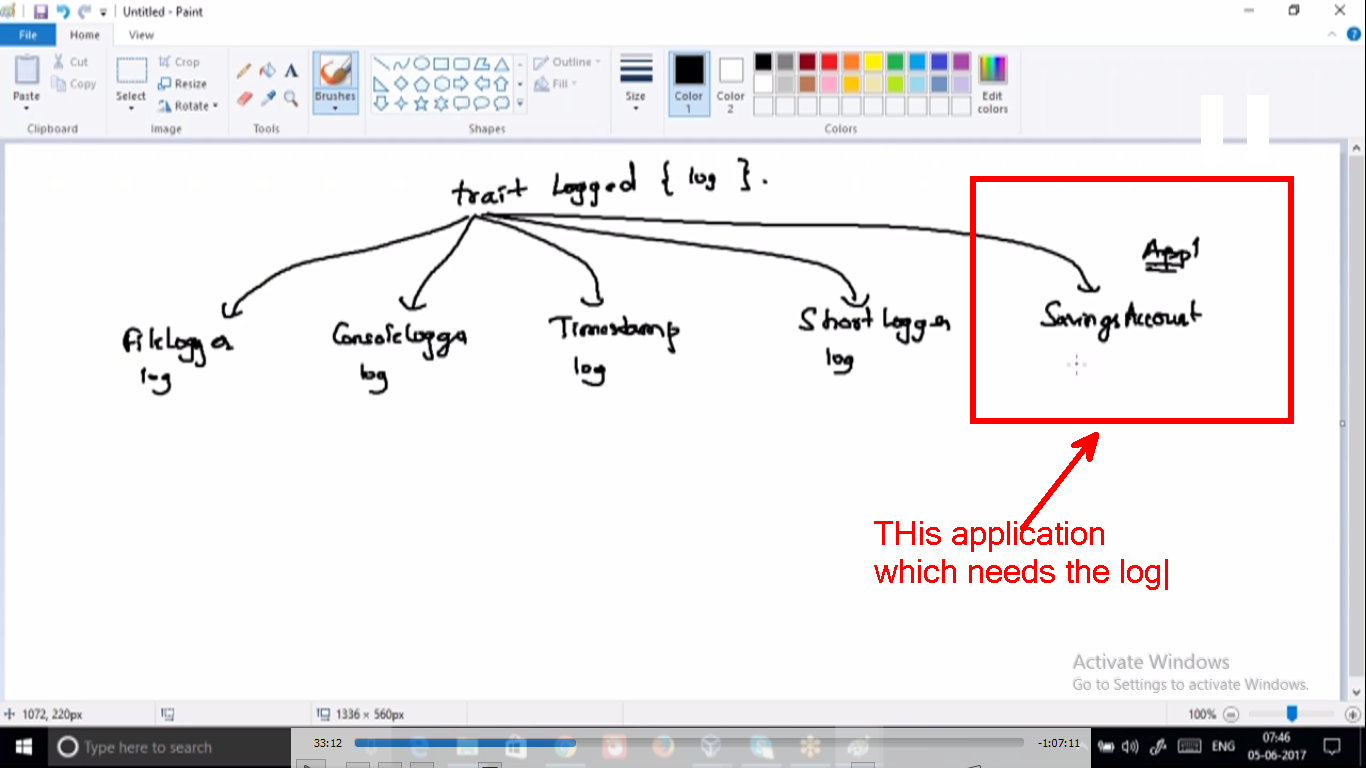 Untitled - Paint
File Home View
Paste
Cut
Copy
Clipboard
Select
Crop
Resize
Rotate
Image
Tools
Brushes
Shapes
Outline
Fill
Size
Color 1
Color 2
Edit colors
Colors
trait Logged { log }.
App1
FileLogger
log
ConsoleLogger
log
Timestamp
log
Short Logger
log
SavingsAccount
THis application
which needs the log
Activate Windows
Go to Settings to activate Windows.
1072, 220px
1336 × 560px
100%
Type here to search
33:12
-1:07:11
ENG
07:46
05-06-2017